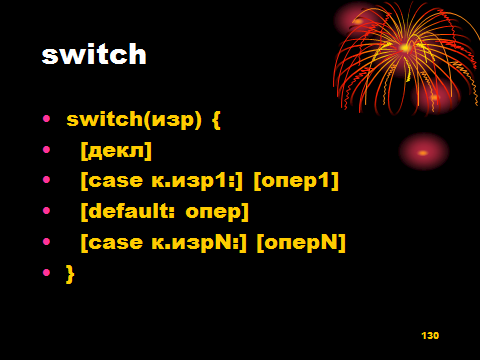 switch
• switch(изр) {
• [декл]
• [case к.изр1:] [опер1]
• [default: опер]
• [case к.изрN:] [оперN]
• }
130